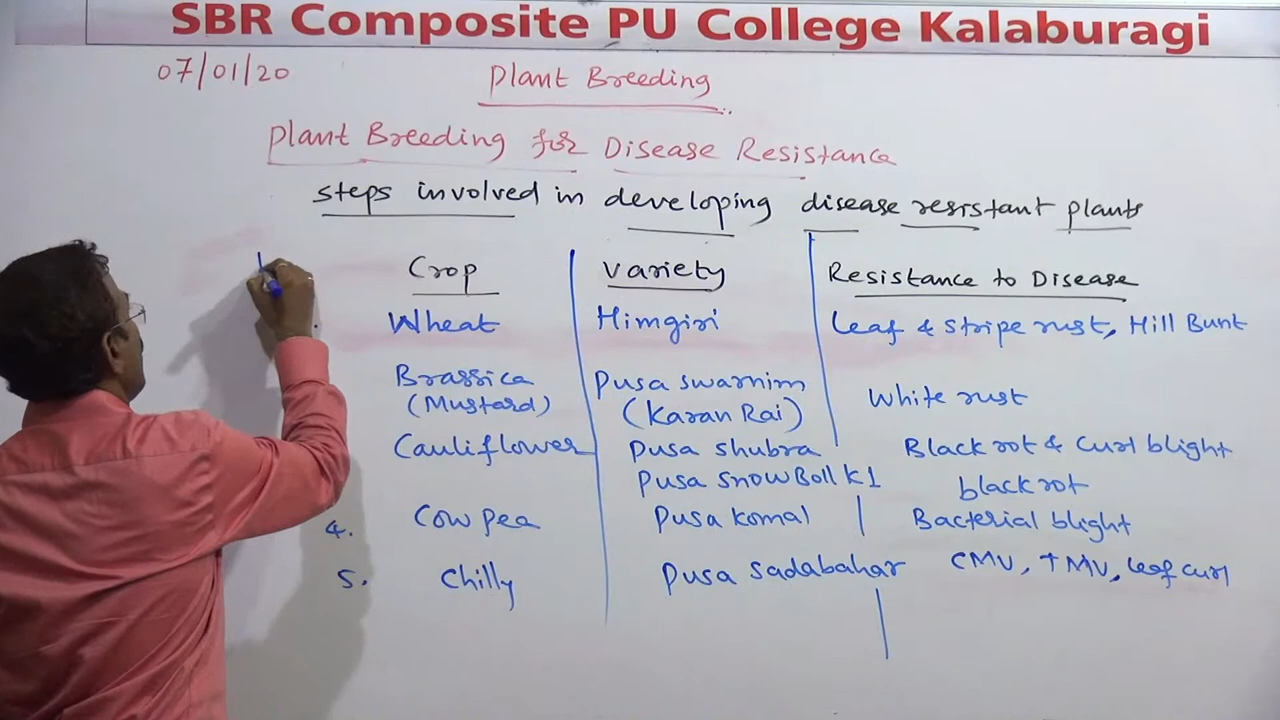 SBR Composite PU College Kalaburagi
07/01/20
Plant Breeding
Plant Breeding for Disease Resistance
steps involved in developing disease resistant plants
Crop Variety Resistance to Disease
Wheat Himgiri Leaf & Stripe rust, Hill Bunt
Brassica Pusa swarnim White rust
(Mustard) (Karan Rai)
Cauliflower Pusa shubra Black rot & Curl blight
Pusa snowBoll K1 black rot
4. Cow pea Pusa komal Bacterial blight
5. Chilly Pusa Sadabahar CMV, TMV, leaf curl